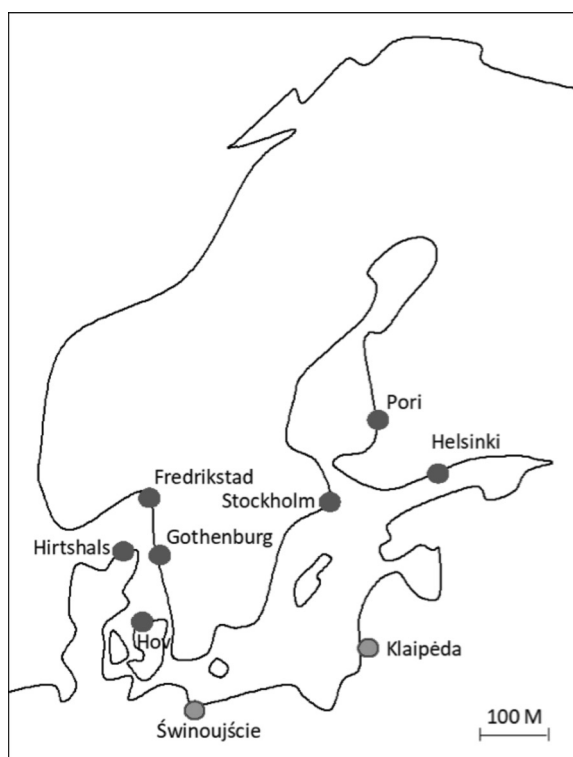 Pori
Helsinki
Fredrikstad
Stockholm
Gothenburg
Hirtshals
Hov
Klaipėda
Świnoujście
100 M